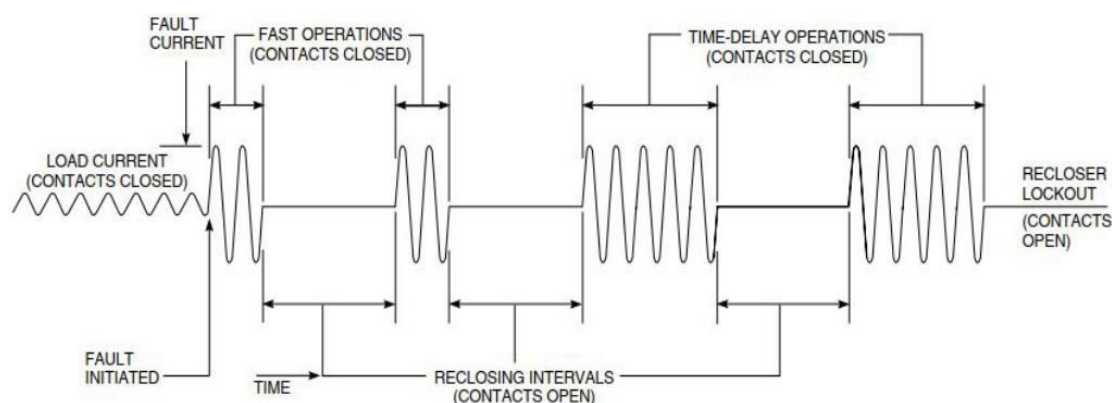 FAULT
CURRENT
FAST OPERATIONS
(CONTACTS CLOSED)
TIME-DELAY OPERATIONS
(CONTACTS CLOSED)
LOAD CURRENT
(CONTACTS CLOSED)
RECLOSER
LOCKOUT
(CONTACTS
OPEN)
FAULT
INITIATED
TIME
RECLOSING INTERVALS
(CONTACTS OPEN)